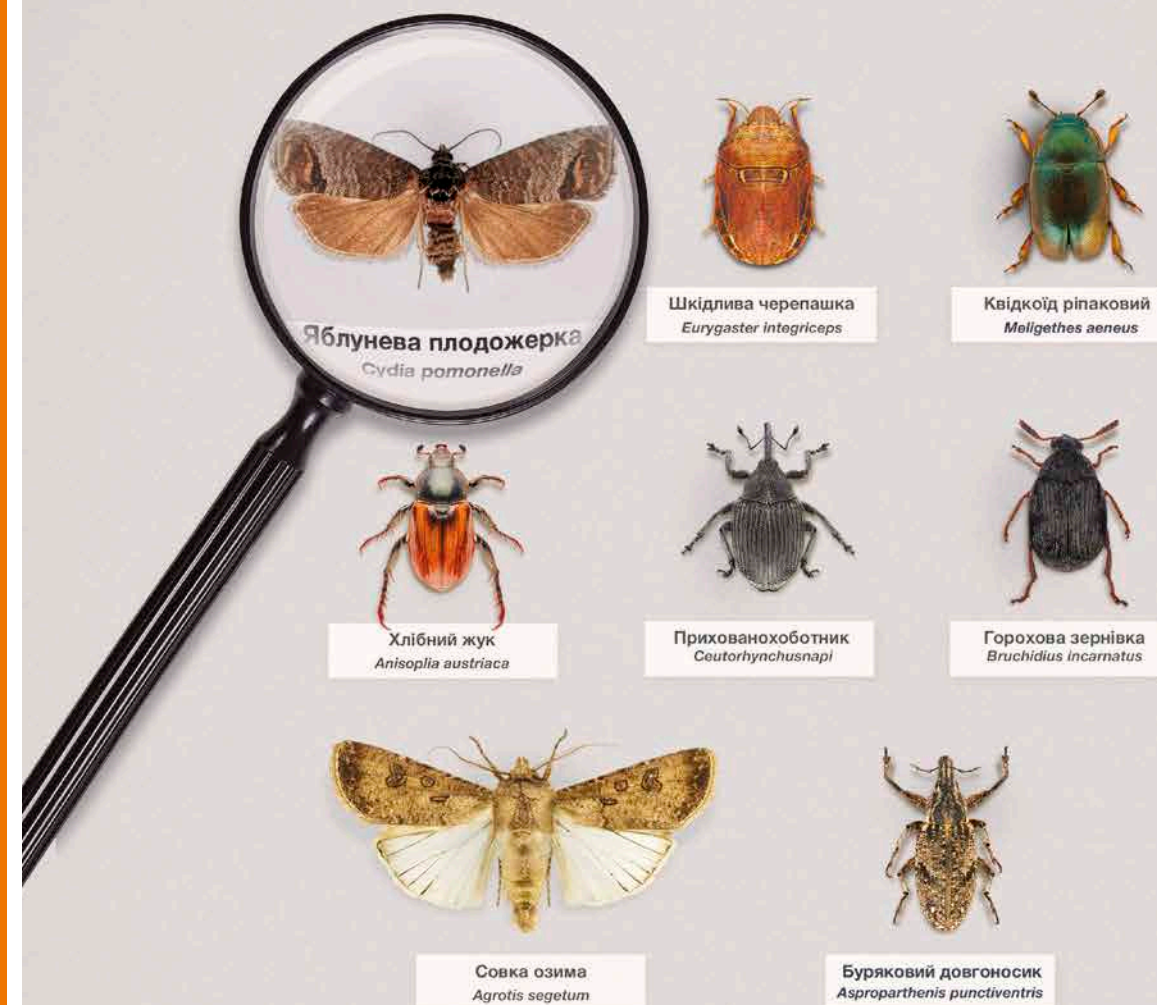 Яблунева плодожерка
Cydia pomonella
Шкідлива черепашка
Eurygaster integriceps
Квідкоїд ріпаковий
Meligethes aeneus
Хлібний жук
Anisoplia austriaca
Прихованохоботник
Ceutorhynchusnapi
Горохова зернівка
Bruchidius incarnatus
Совка озима
Agrotis segetum
Буряковий довгоносик
Asproparthenis punctiventris